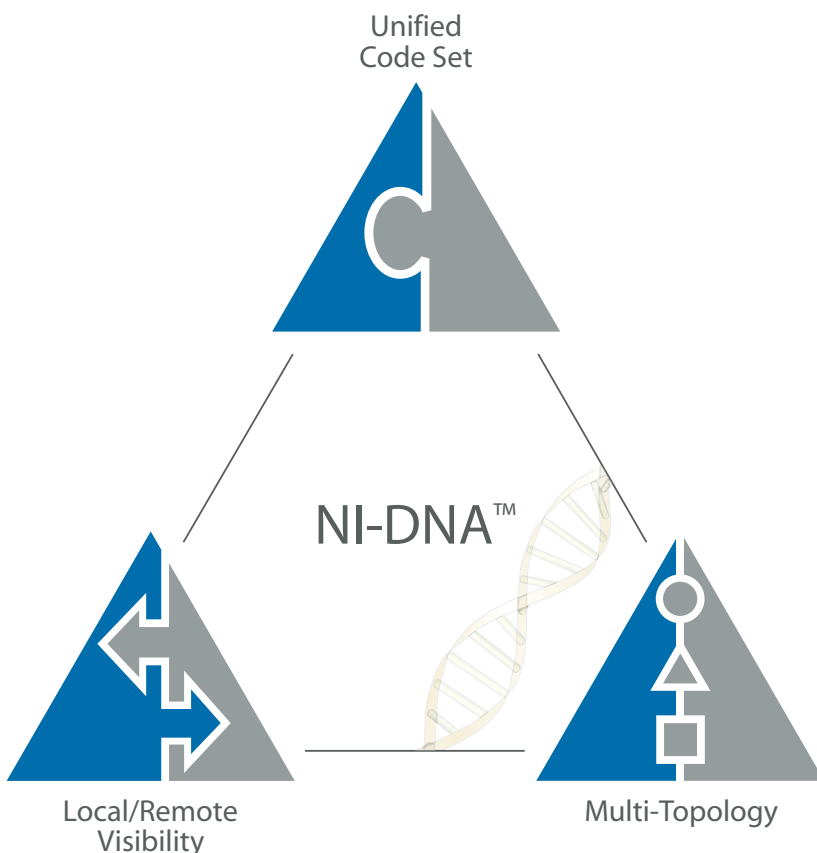 Unified
Code Set
NI-DNA™
Local/Remote
Visibility
Multi-Topology